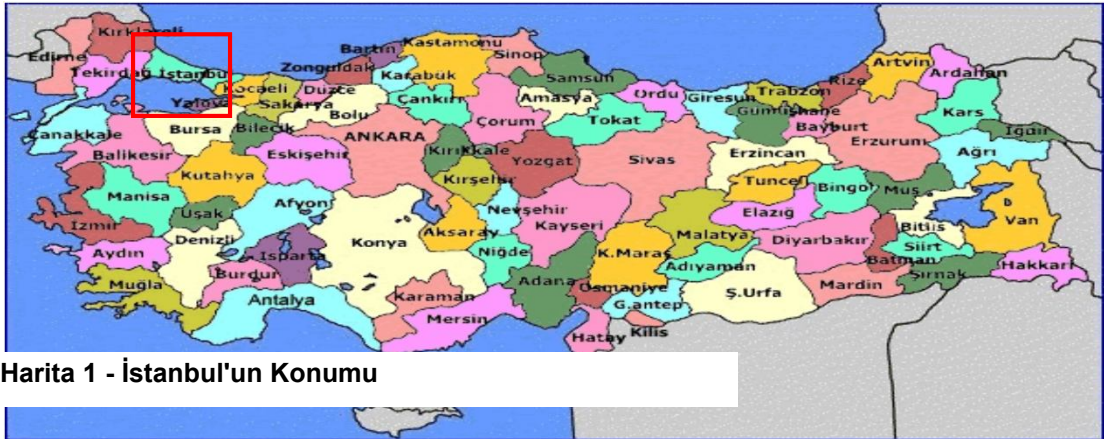 Kırklareli
Edirne
Tekirdağ
İstanbul
Kocaeli
Yalova
Sakarya
Düzce
Zonguldak
Bartın
Karabük
Kastamonu
Sinop
Samsun
Ordu
Giresun
Trabzon
Rize
Artvin
Ardahan
Kars
Iğdır
Çanakkale
Bursa
Bilecik
Bolu
Çankırı
Çorum
Amasya
Tokat
Gümüşhane
Bayburt
Erzurum
Ağrı
Balıkesir
Kütahya
Eskişehir
ANKARA
Kırıkkale
Yozgat
Sivas
Erzincan
Tunceli
Bingöl
Muş
Manisa
Uşak
Afyon
Kırşehir
Nevşehir
Kayseri
Malatya
Elazığ
Bitlis
Van
İzmir
Denizli
Isparta
Konya
Aksaray
Niğde
K.Maraş
Adıyaman
Diyarbakır
Batman
Siirt
Aydın
Burdur
Karaman
Adana
Osmaniye
G.antep
Ş.Urfa
Mardin
Şırnak
Hakkari
Muğla
Antalya
Mersin
Hatay
Kilis
Harita 1 - İstanbul'un Konumu